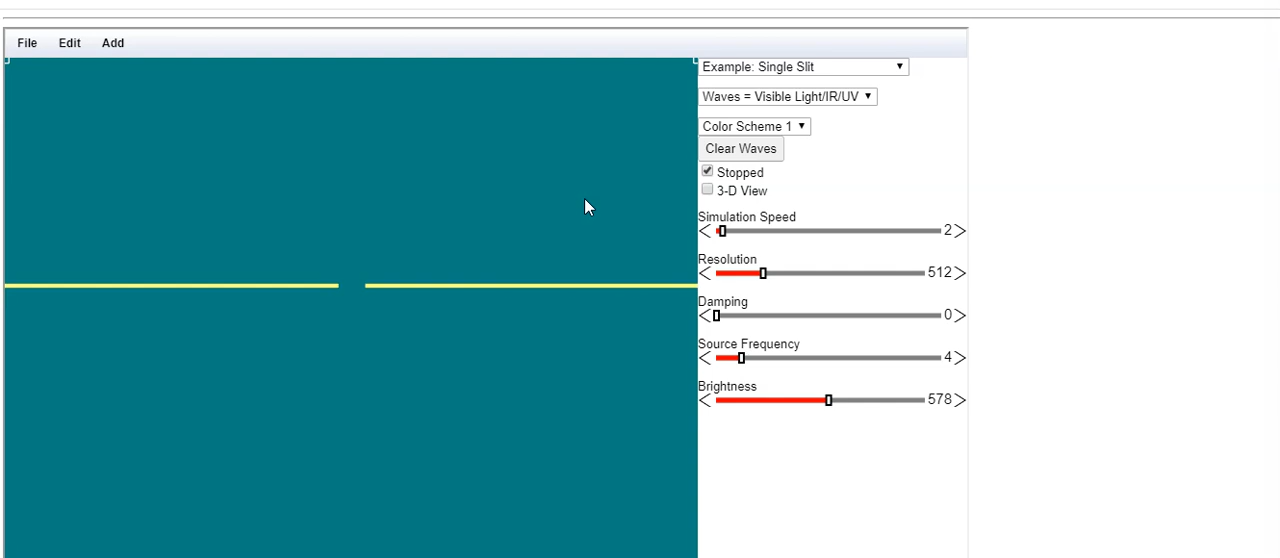 File Edit Add
Example: Single Slit
Waves = Visible Light/IR/UV
Color Scheme 1
Clear Waves
Stopped
3-D View
Simulation Speed
2
Resolution
512
Damping
0
Source Frequency
4
Brightness
578